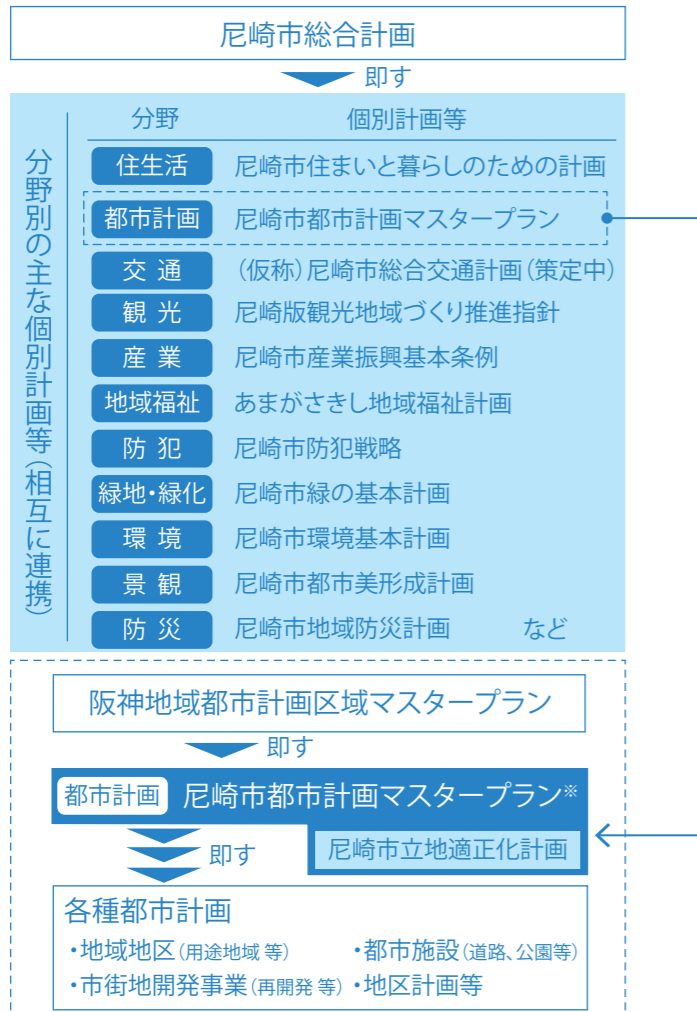 尼崎市総合計画
即す
分野別の主な個別計画等(相互に連携)
分野 個別計画等
住生活 尼崎市住まいと暮らしのための計画
都市計画 尼崎市都市計画マスタープラン
交通 (仮称)尼崎市総合交通計画(策定中)
観光 尼崎版観光地域づくり推進指針
産業 尼崎市産業振興基本条例
地域福祉 あまがさきし地域福祉計画
防犯 尼崎市防犯戦略
緑地・緑化 尼崎市緑の基本計画
環境 尼崎市環境基本計画
景観 尼崎市都市美形成計画
防災 尼崎市地域防災計画 など
阪神地域都市計画区域マスタープラン
即す
都市計画 尼崎市都市計画マスタープラン※
尼崎市立地適正化計画
即す
各種都市計画
・地域地区(用途地域 等) ・都市施設(道路、公園等)
・市街地開発事業(再開発 等) ・地区計画等